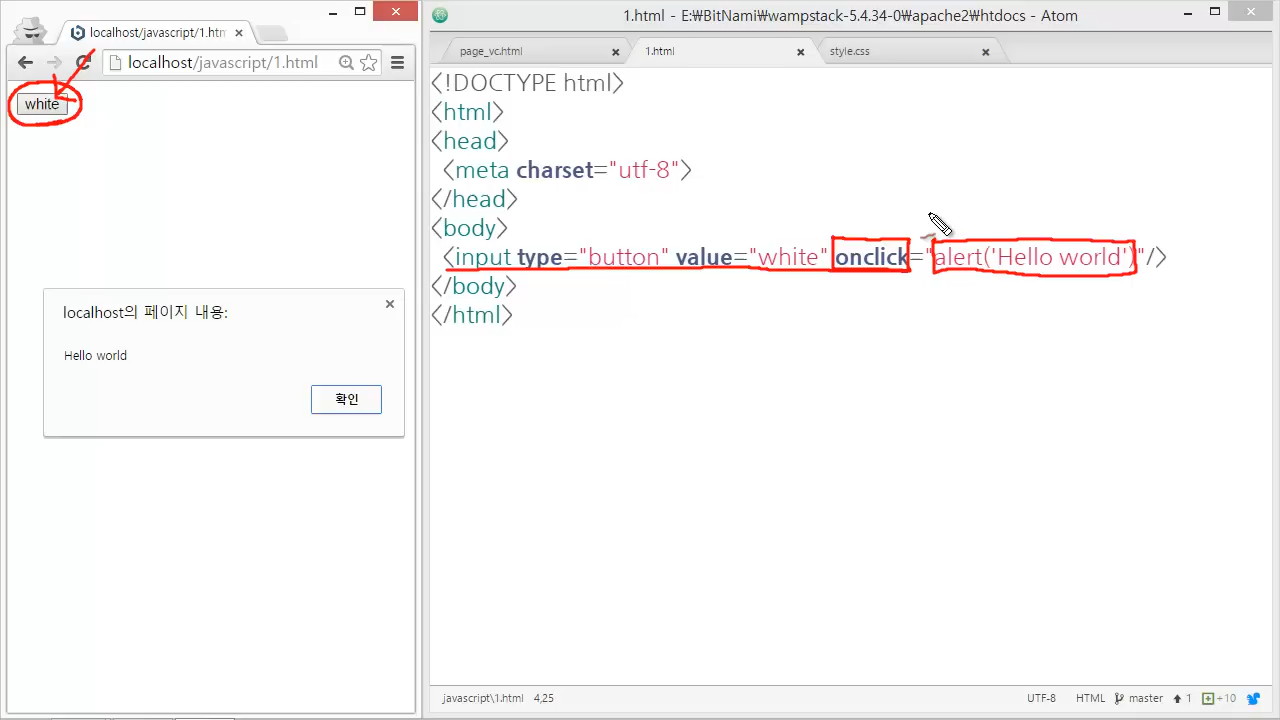 localhost/javascript/1.htm
localhost/javascript/1.html
white
localhost의 페이지 내용:
Hello world
확인
1.html - E:₩BitNami₩wampstack-5.4.34-0₩apache2₩htdocs - Atom
page_vc.html
1.html
style.css
<!DOCTYPE html>
<html>
<head>
<meta charset="utf-8">
</head>
<body>
<input type="button" value="white" onclick="alert('Hello world')"/>
</body>
</html>
javascript\1.html 4,25
UTF-8 HTML master 1 +10